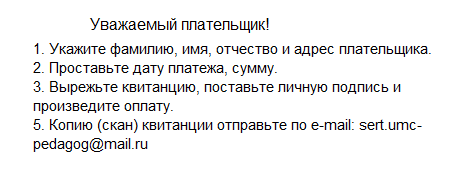 Уважаемый плательщик!
1. Укажите фамилию, имя, отчество и адрес плательщика.
2. Проставьте дату платежа, сумму.
3. Вырежьте квитанцию, поставьте личную подпись и
произведите оплату.
5. Копию (скан) квитанции отправьте по e-mail: sert.umc-
pedagog@mail.ru